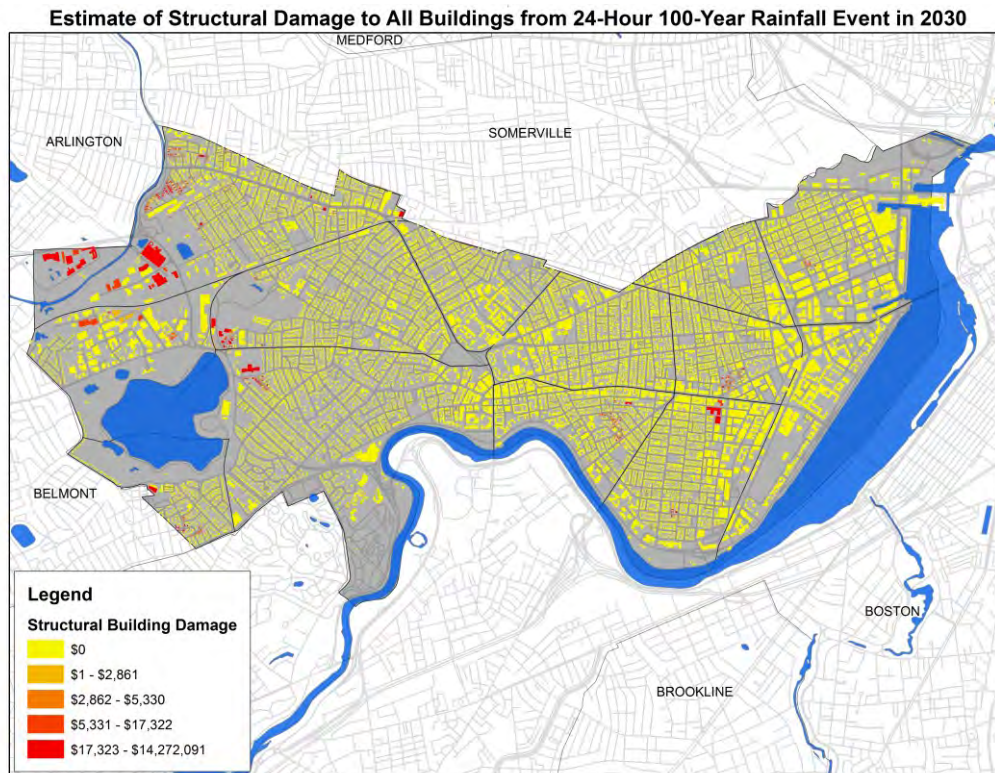 Estimate of Structural Damage to All Buildings from 24-Hour 100-Year Rainfall Event in 2030
MEDFORD
ARLINGTON
SOMERVILLE
BELMONT
BOSTON
BROOKLINE
Legend
Structural Building Damage
$0
$1 - $2,861
$2,862 - $5,330
$5,331 - $17,322
$17,323 - $14,272,091